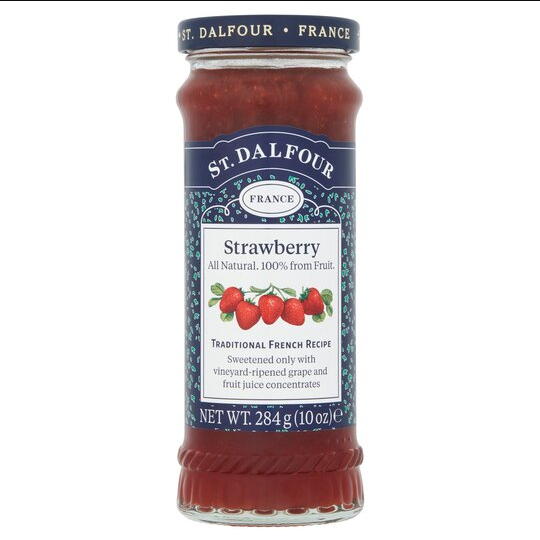 ST. DALFOUR • FRANCE
ST. DALFOUR
FRANCE
Strawberry
All Natural. 100% from Fruit.
TRADITIONAL FRENCH RECIPE
Sweetened only with
vineyard-ripened grape and
fruit juice concentrates
NET WT. 284g (10 oz) ℮